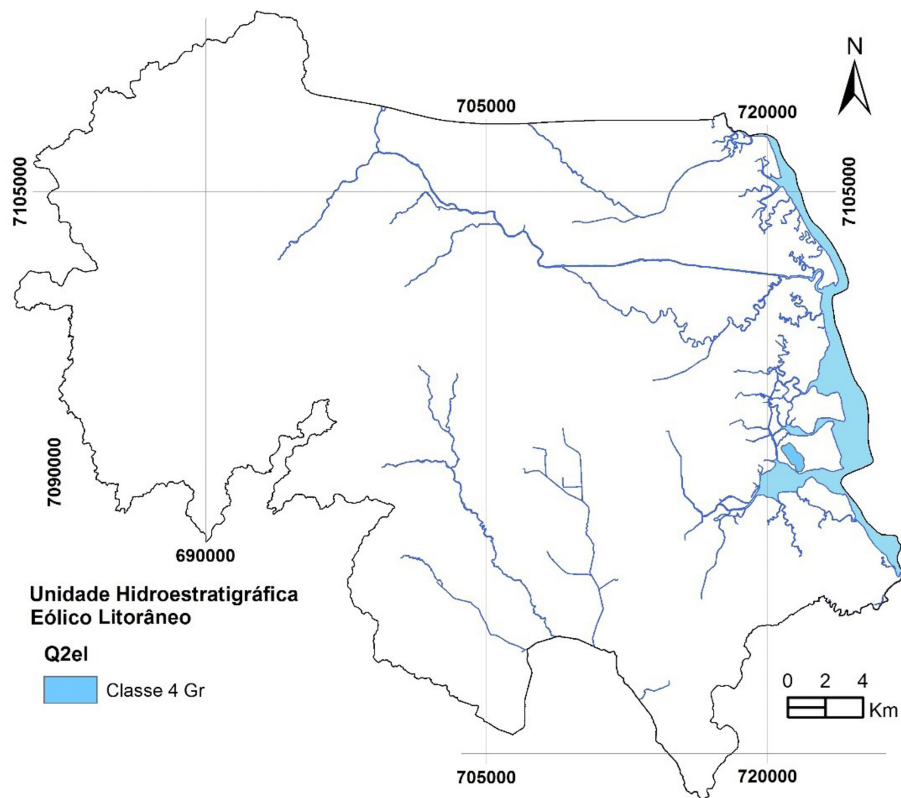 N
705000
720000
7105000
7105000
7090000
690000
Unidade Hidroestratigráfica
Eólico Litorâneo
Q2el
Classe 4 Gr
0 2 4
Km
705000
720000